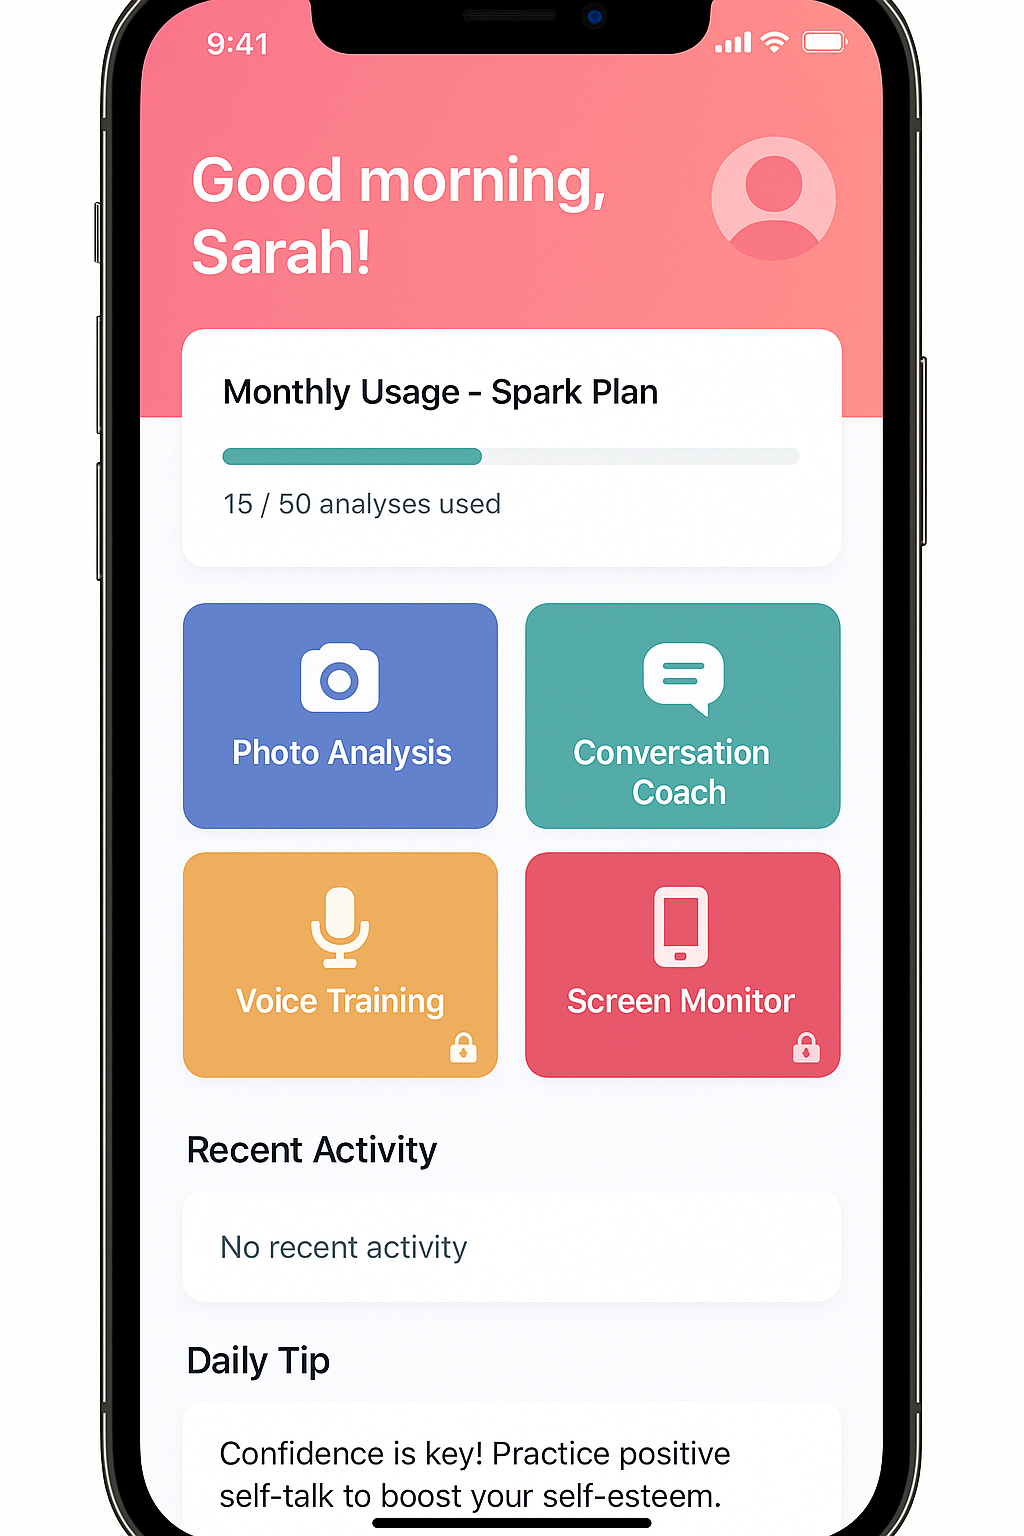 9:41
Good morning,
Sarah!
Monthly Usage - Spark Plan
15 / 50 analyses used
Photo Analysis
Conversation
Coach
Voice Training
Screen Monitor
Recent Activity
No recent activity
Daily Tip
Confidence is key! Practice positive
self-talk to boost your self-esteem.